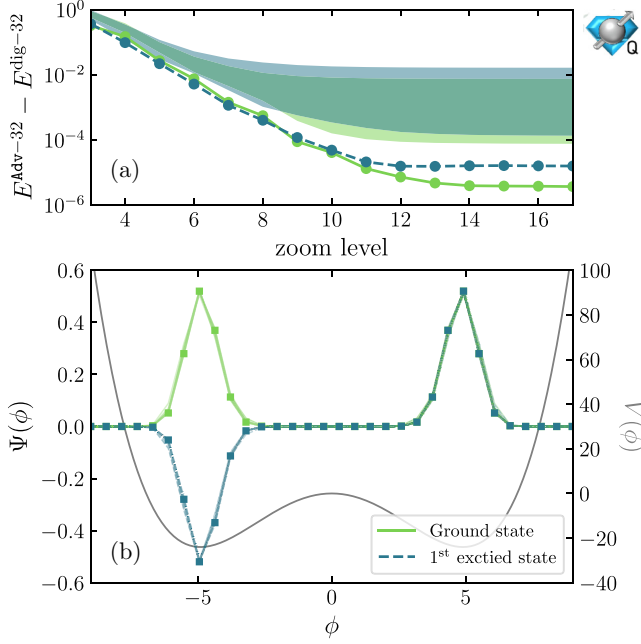 10⁰
10⁻²
10⁻⁴
10⁻⁶
E^Adv−32 − E^dig−32
(a)
4 6 8 10 12 14 16
zoom level
Q
0.6
0.4
0.2
0.0
−0.2
−0.4
−0.6
Ψ(ϕ)
100
80
60
40
20
0
−20
−40
V(ϕ)
(b)
Ground state
1st exctied state
−5 0 5
ϕ